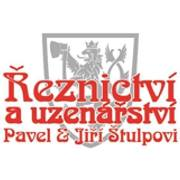 Řeznictví
a uzenářství
Pavel & Jiří Štulpovi